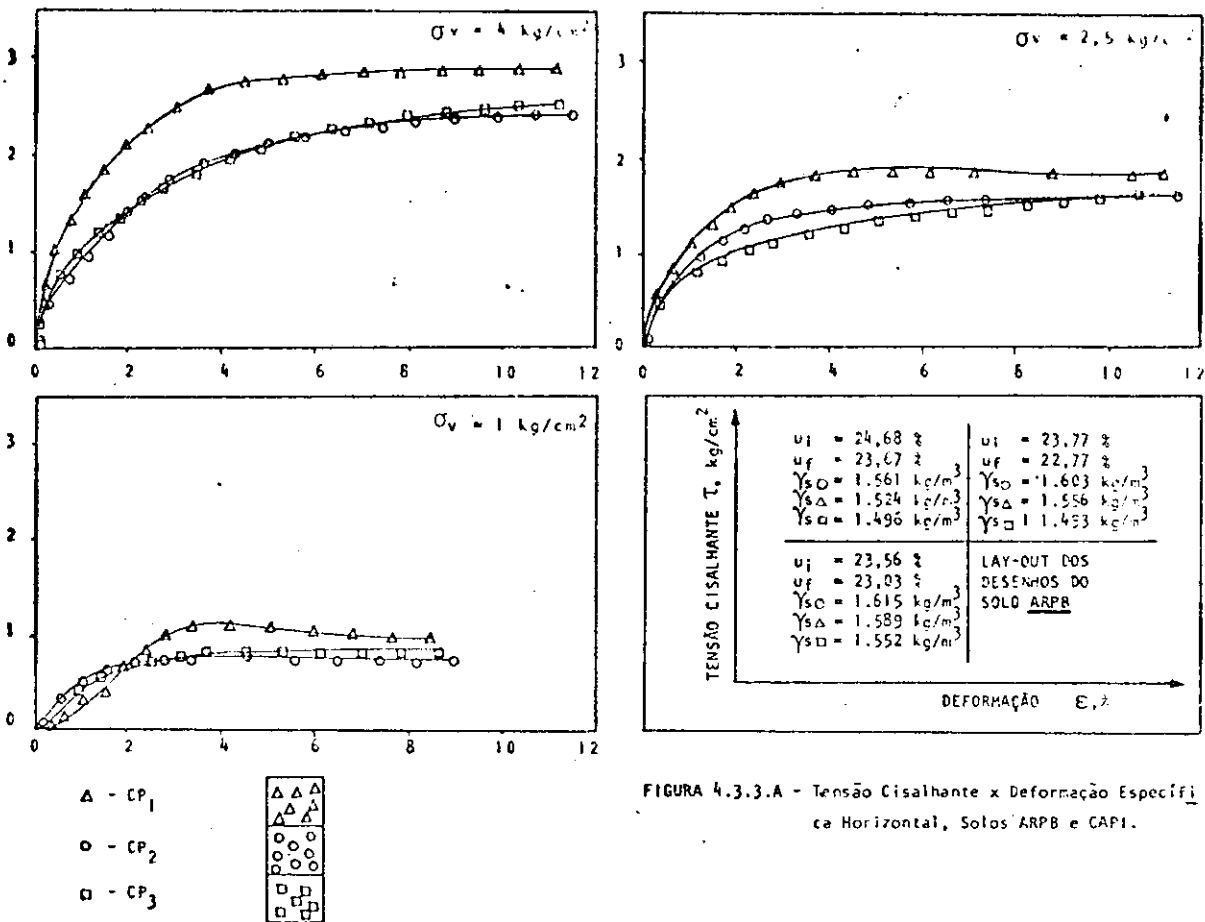 σv = 4 kg/cm²
3
2
1
0
0 2 4 6 8 10 12
σv = 2,5 kg/cm²
3
2
1
0
0 2 4 6 8 10 12
σv = 1 kg/cm²
3
2
1
0
0 2 4 6 8 10 12
TENSÃO CISALHANTE τ, kg/cm²
ui = 24,68 %
uf = 23,67 %
γs○ = 1.561 kg/m³
γs△ = 1.524 kg/m³
γs□ = 1.496 kg/m³
ui = 23,77 %
uf = 22,77 %
γs○ = 1.603 kg/m³
γs△ = 1.556 kg/m³
γs□ kg/m³
ui = 23,56 %
uf = 23,03 %
γs○ = 1.615 kg/m³
γs△ = 1.589 kg/m³
γs□ = 1.552 kg/m³
LAY-OUT DOS
DESENHOS DO
SOLO ARPB
DEFORMAÇÃO ε,%
△ - CP1
○ - CP2
□ - CP3
FIGURA 4.3.3.A - Tensão Cisalhante x Deformação Específi
ca Horizontal, Solos ARPB e CAP1.